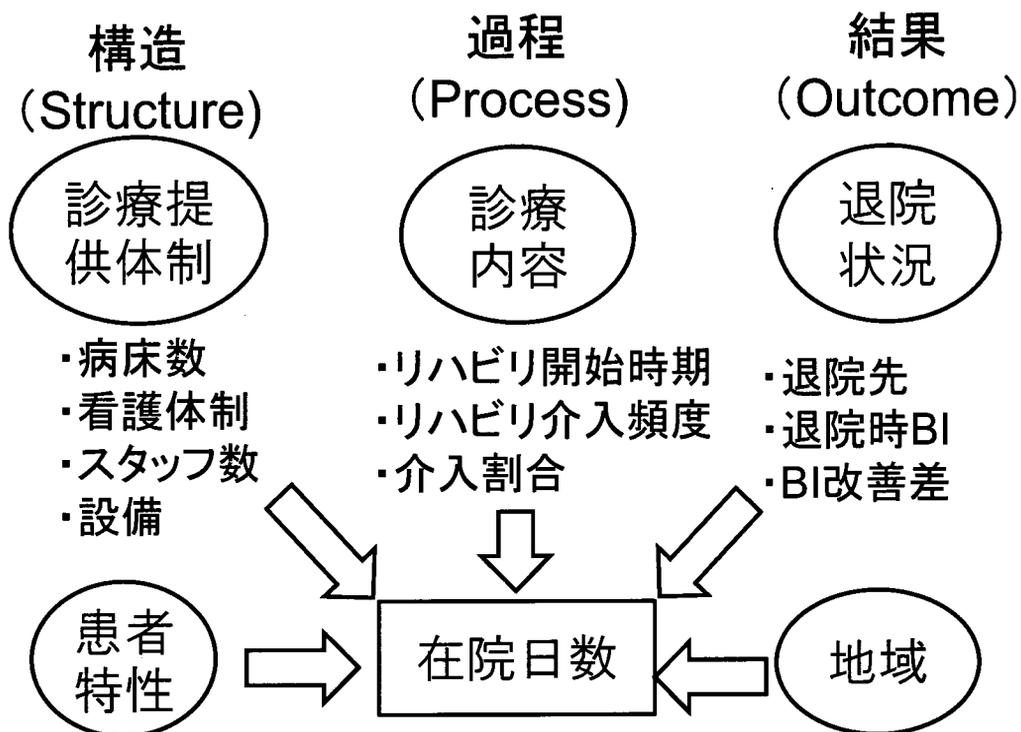 構造
（Structure)
過程
(Process)
結果
（Outcome）
診療提
供体制
診療
内容
退院
状況
・病床数
・看護体制
・スタッフ数
・設備
・リハビリ開始時期
・リハビリ介入頻度
・介入割合
・退院先
・退院時BI
・BI改善差
患者
特性
在院日数
地域